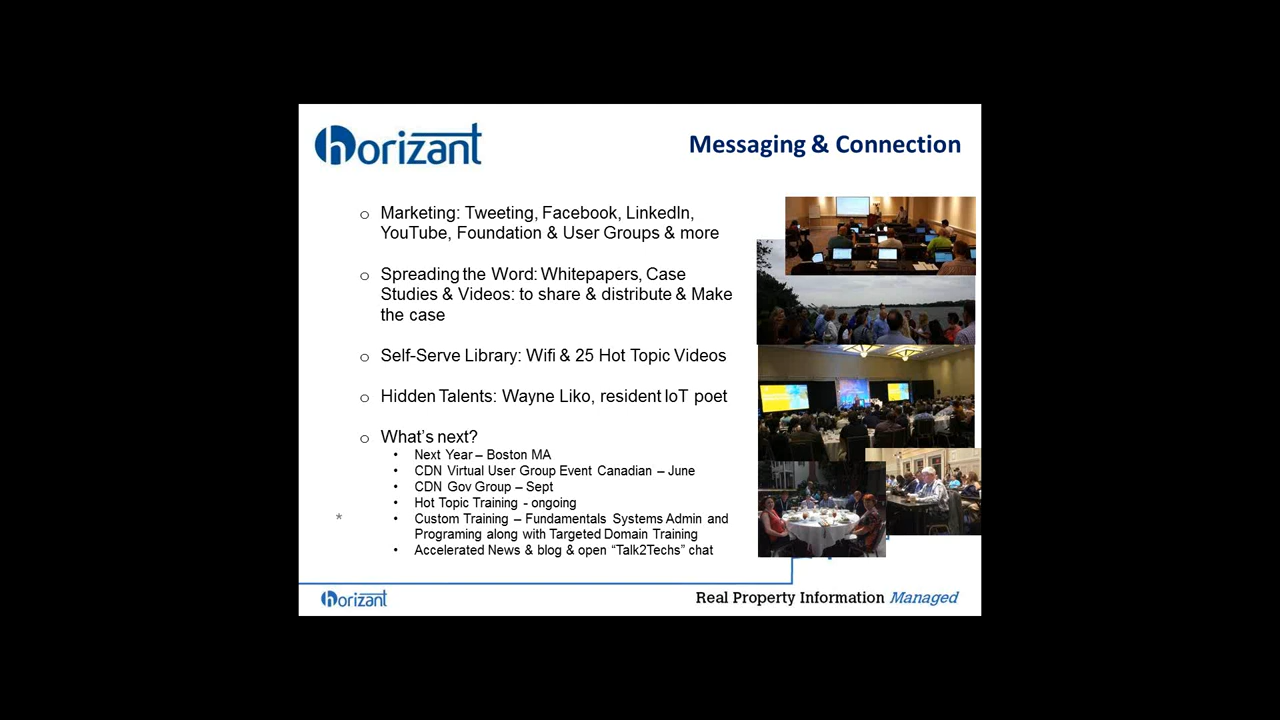 horizant
Messaging & Connection
o Marketing: Tweeting, Facebook, LinkedIn,
YouTube, Foundation & User Groups & more
o Spreading the Word: Whitepapers, Case
Studies & Videos: to share & distribute & Make
the case
o Self-Serve Library: Wifi & 25 Hot Topic Videos
o Hidden Talents: Wayne Liko, resident IoT poet
o What's next?
• Next Year – Boston MA
• CDN Virtual User Group Event Canadian – June
• CDN Gov Group – Sept
• Hot Topic Training - ongoing
* • Custom Training – Fundamentals Systems Admin and
Programing along with Targeted Domain Training
• Accelerated News & blog & open “Talk2Techs” chat
horizant
Real Property Information Managed